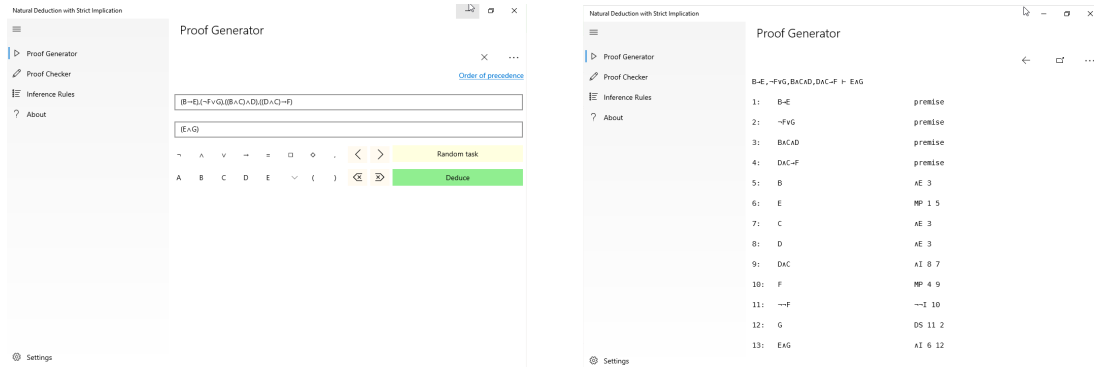 Natural Deduction with Strict Implication
Proof Generator
Proof Generator
Proof Checker
Inference Rules
About
Order of precedence
(B→E),(¬F∨G),((B∧C)∧D),((D∧C)→F)
(E∧G)
¬ ∧ ∨ → = □ ◇ , < > Random task
A B C D E ( ) Deduce
Settings
Natural Deduction with Strict Implication
Proof Generator
Proof Generator
Proof Checker
Inference Rules
About
B→E,¬F∨G,B∧C∧D,D∧C→F ⊢ E∧G
1: B→E premise
2: ¬F∨G premise
3: B∧C∧D premise
4: D∧C→F premise
5: B ∧E 3
6: E MP 1 5
7: C ∧E 3
8: D ∧E 3
9: D∧C ∧I 8 7
10: F MP 4 9
11: ¬¬F ¬¬I 10
12: G DS 11 2
13: E∧G ∧I 6 12
Settings